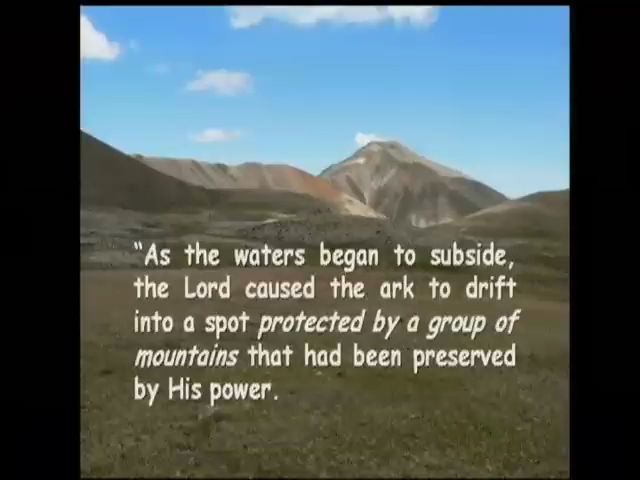 “As the waters began to subside,
the Lord caused the ark to drift
into a spot protected by a group of
mountains that had been preserved
by His power.